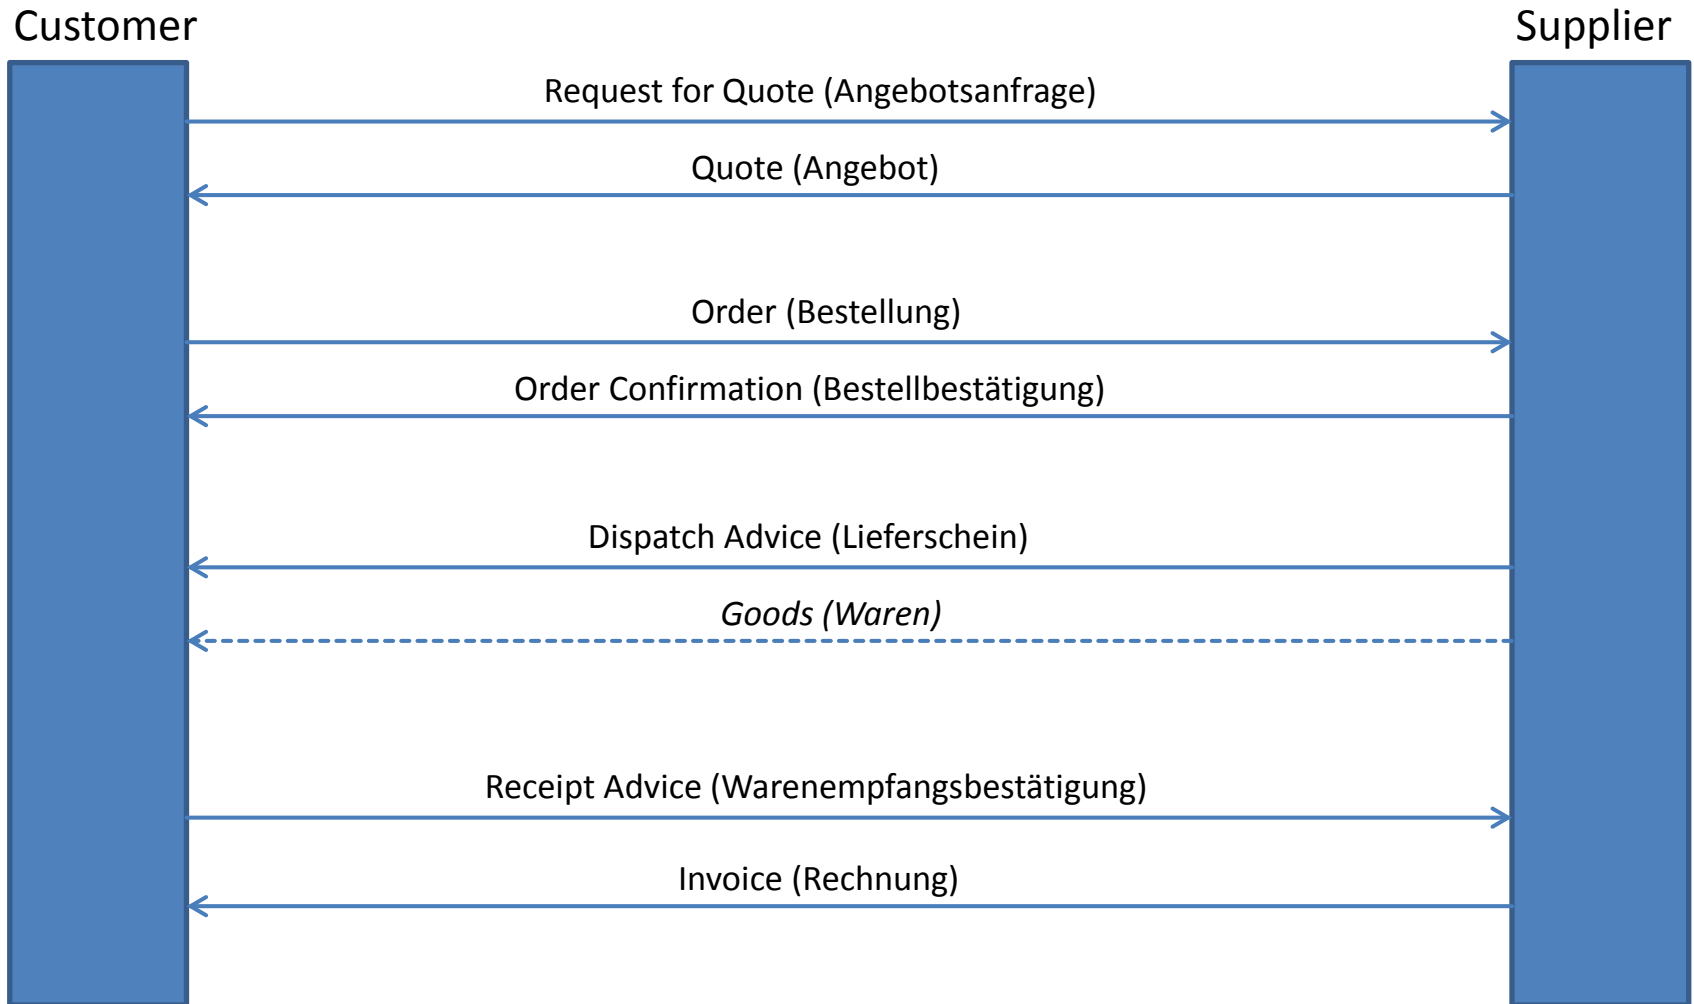 Customer
Supplier
Request for Quote (Angebotsanfrage)
Quote (Angebot)
Order (Bestellung)
Order Confirmation (Bestellbestätigung)
Dispatch Advice (Lieferschein)
Goods (Waren)
Receipt Advice (Warenempfangsbestätigung)
Invoice (Rechnung)